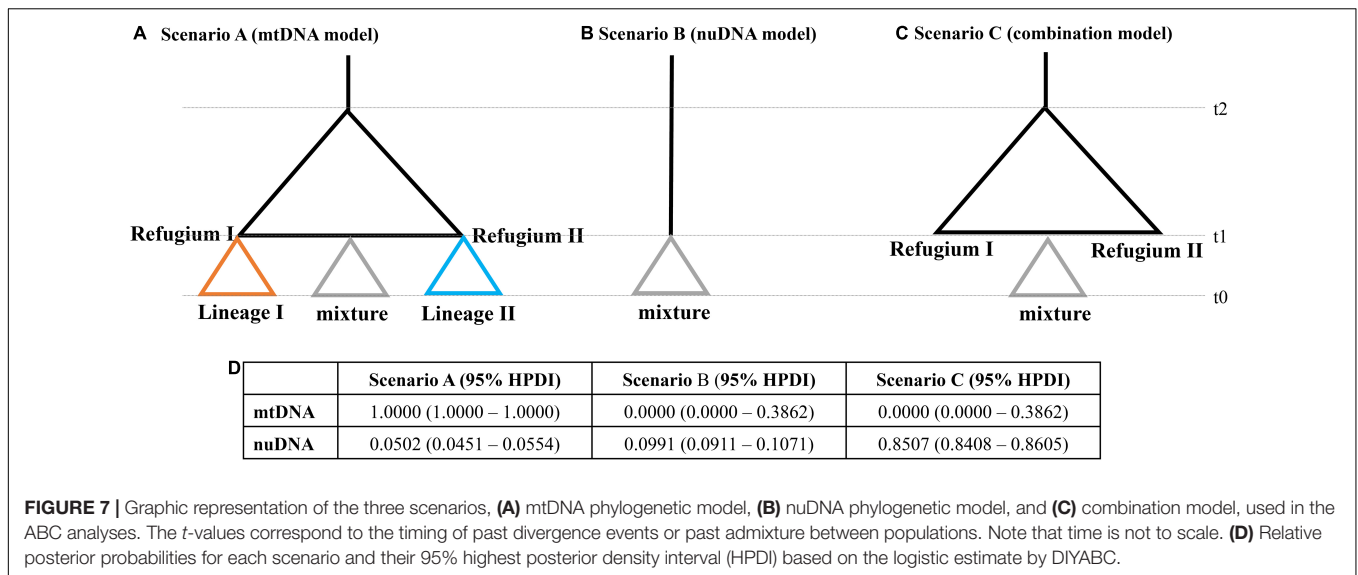 A Scenario A (mtDNA model)
B Scenario B (nuDNA model)
C Scenario C (combination model)
t2
Refugium I
Refugium II
Refugium I
Refugium II
t1
t0
Lineage I
mixture
Lineage II
mixture
mixture
D
Scenario A (95% HPDI) Scenario B (95% HPDI) Scenario C (95% HPDI)
mtDNA 1.0000 (1.0000 – 1.0000) 0.0000 (0.0000 – 0.3862) 0.0000 (0.0000 – 0.3862)
nuDNA 0.0502 (0.0451 – 0.0554) 0.0991 (0.0911 – 0.1071) 0.8507 (0.8408 – 0.8605)
FIGURE 7 | Graphic representation of the three scenarios, (A) mtDNA phylogenetic model, (B) nuDNA phylogenetic model, and (C) combination model, used in the
ABC analyses. The t-values correspond to the timing of past divergence events or past admixture between populations. Note that time is not to scale. (D) Relative
posterior probabilities for each scenario and their 95% highest posterior density interval (HPDI) based on the logistic estimate by DIYABC.